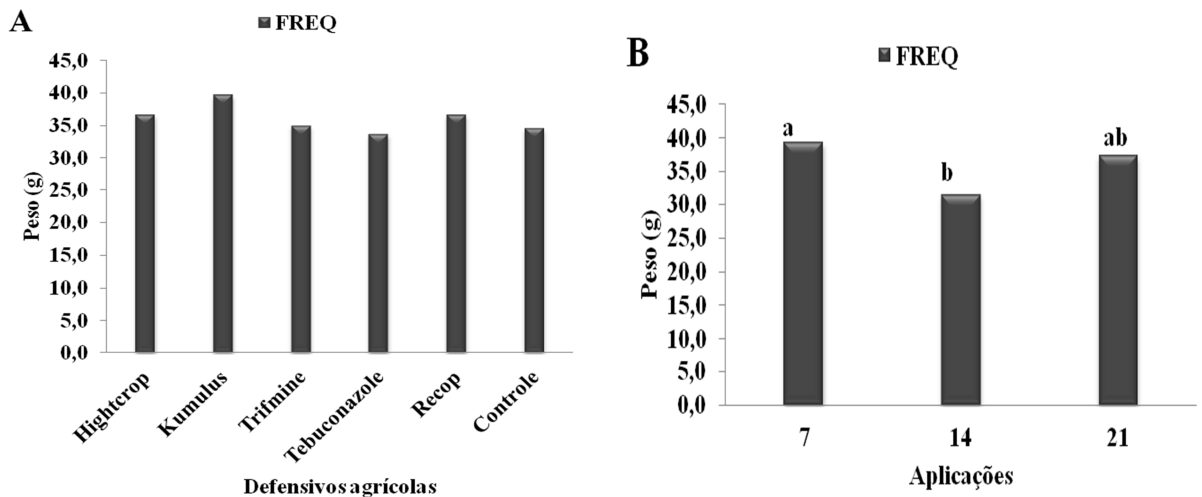 A
FREQ
Peso (g)
45,0
40,0
35,0
30,0
25,0
20,0
15,0
10,0
5,0
0,0
Hightcrop
Kumulus
Trifmine
Tebuconazole
Recop
Controle
Defensivos agrícolas
B
FREQ
Peso (g)
45,0
40,0
35,0
30,0
25,0
20,0
15,0
10,0
5,0
0,0
a
b
ab
7
14
21
Aplicações